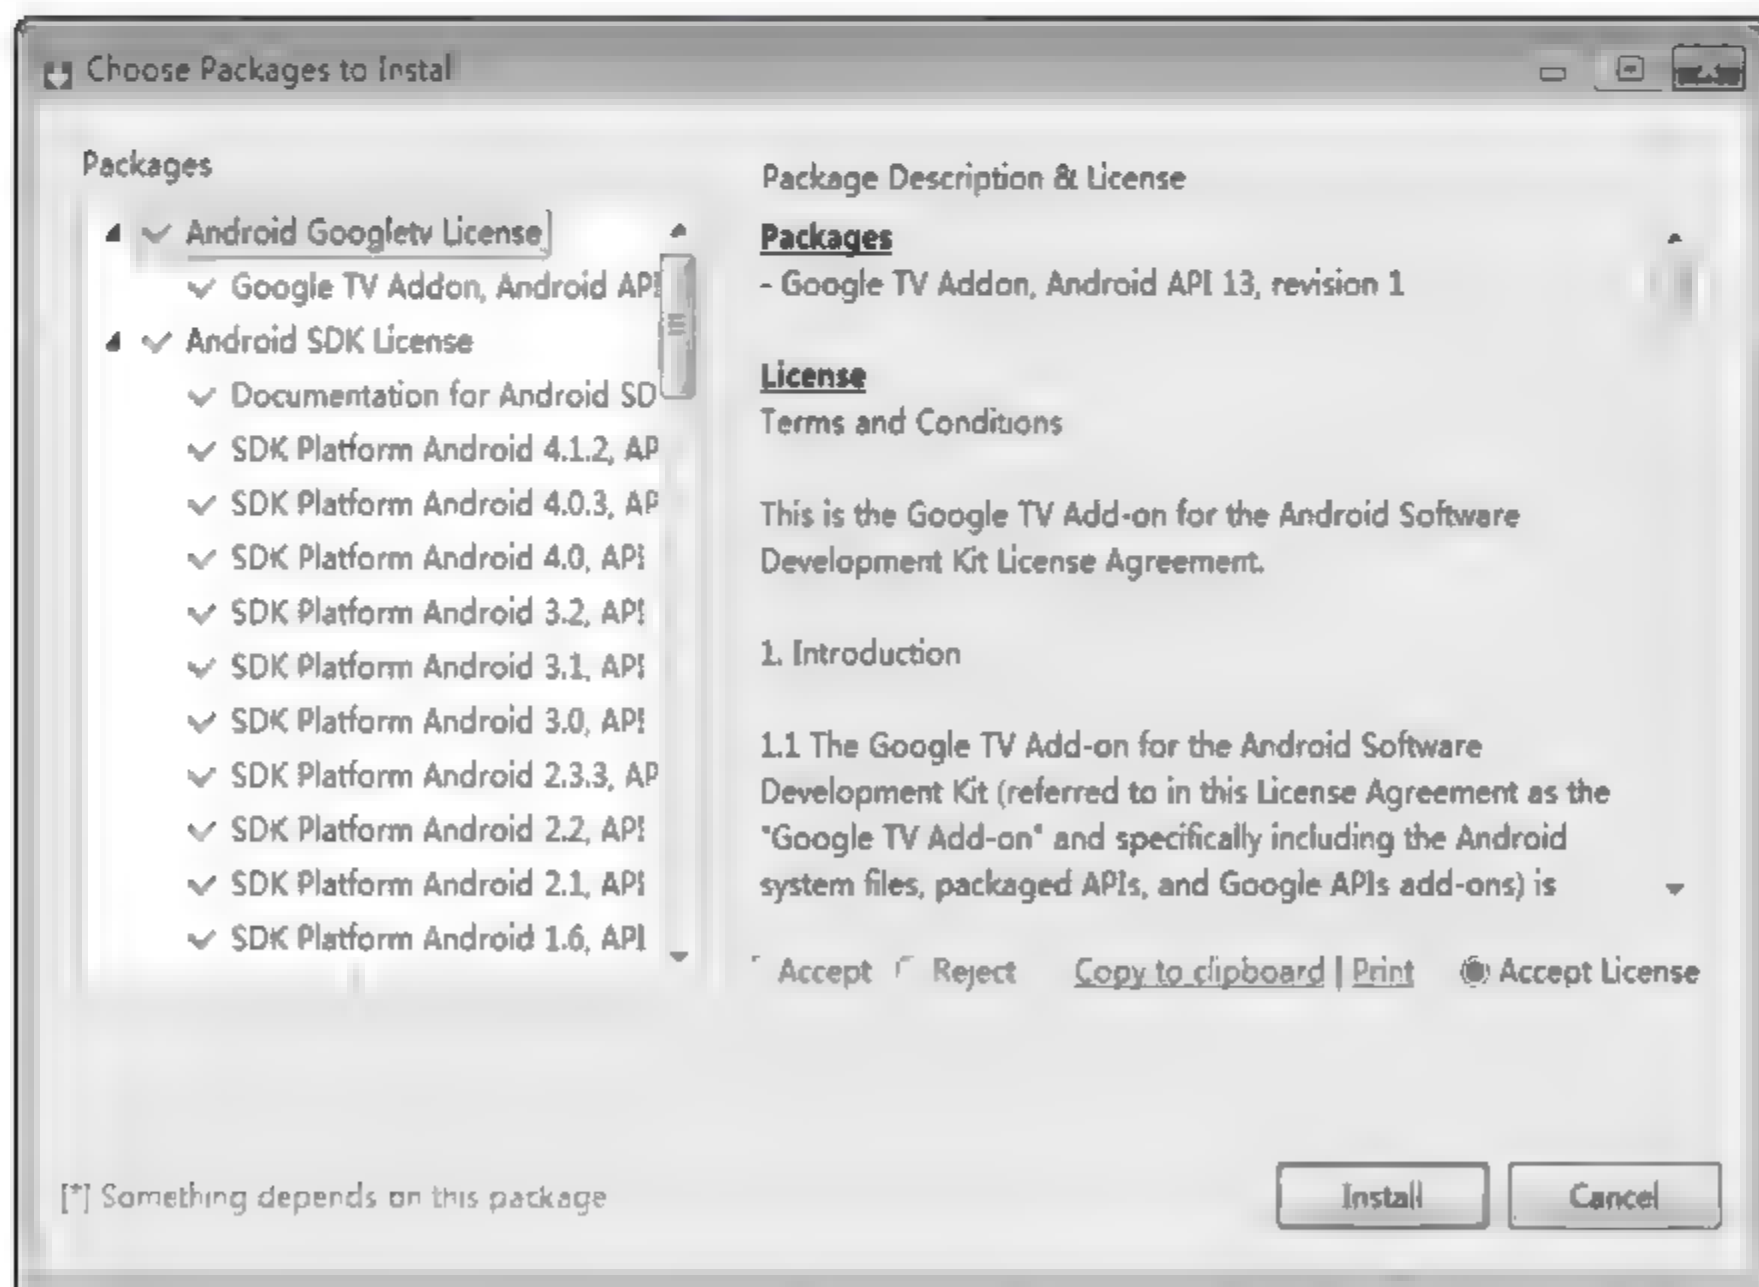 Choose Packages to Instal
Packages
Android Googletv License
Google TV Addon, Android API
Android SDK License
Documentation for Android SD
SDK Platform Android 4.1.2, AP
SDK Platform Android 4.0.3, AP
SDK Platform Android 4.0, API
SDK Platform Android 3.2, API
SDK Platform Android 3.1, API
SDK Platform Android 3.0, API
SDK Platform Android 2.3.3, AP
SDK Platform Android 2.2, API
SDK Platform Android 2.1, API
SDK Platform Android 1.6, API
Package Description & License
Packages
- Google TV Addon, Android API 13, revision 1
License
Terms and Conditions
This is the Google TV Add-on for the Android Software
Development Kit License Agreement.
1. Introduction
1.1 The Google TV Add-on for the Android Software
Development Kit (referred to in this License Agreement as the
"Google TV Add-on" and specifically including the Android
system files, packaged APIs, and Google APIs add-ons) is
Accept Reject Copy to clipboard | Print Accept License
[*] Something depends on this package
Install Cancel